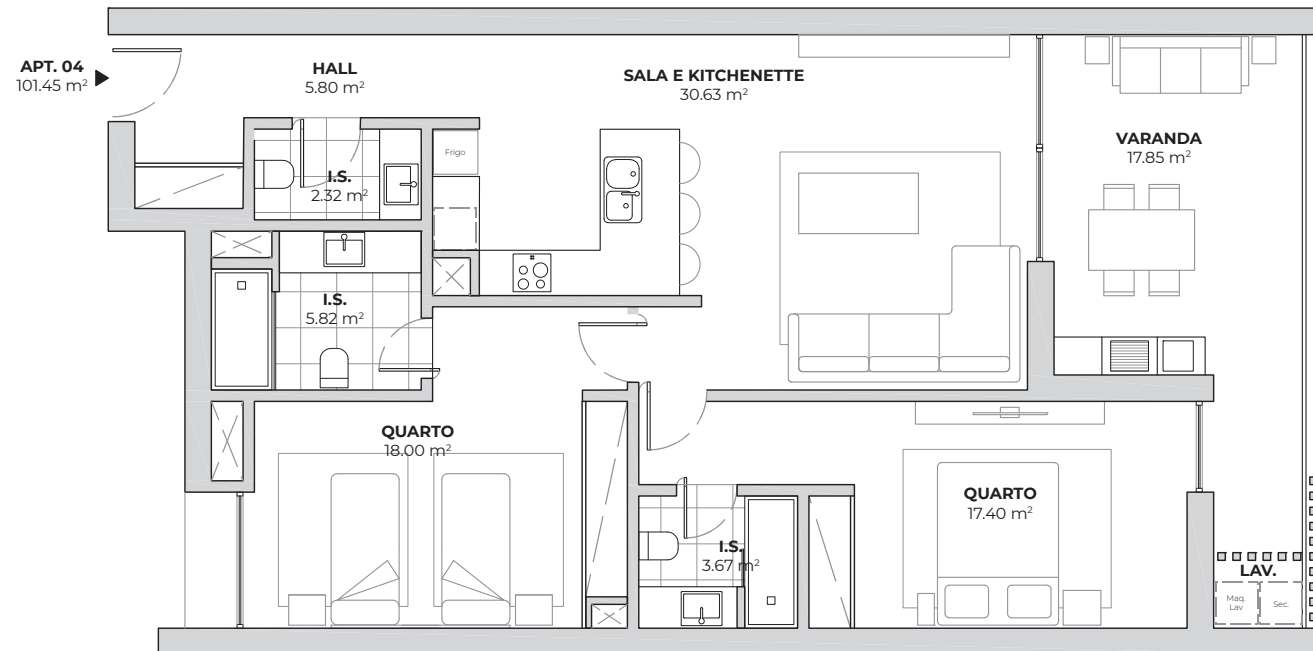 APT. 04
101.45 m²
HALL
5.80 m²
SALA E KITCHENETTE
30.63 m²
VARANDA
17.85 m²
Frigo
I.S.
2.32 m²
I.S.
5.82 m²
QUARTO
18.00 m²
QUARTO
17.40 m²
I.S.
3.67 m²
LAV.
Maq.
Lav
Sec.